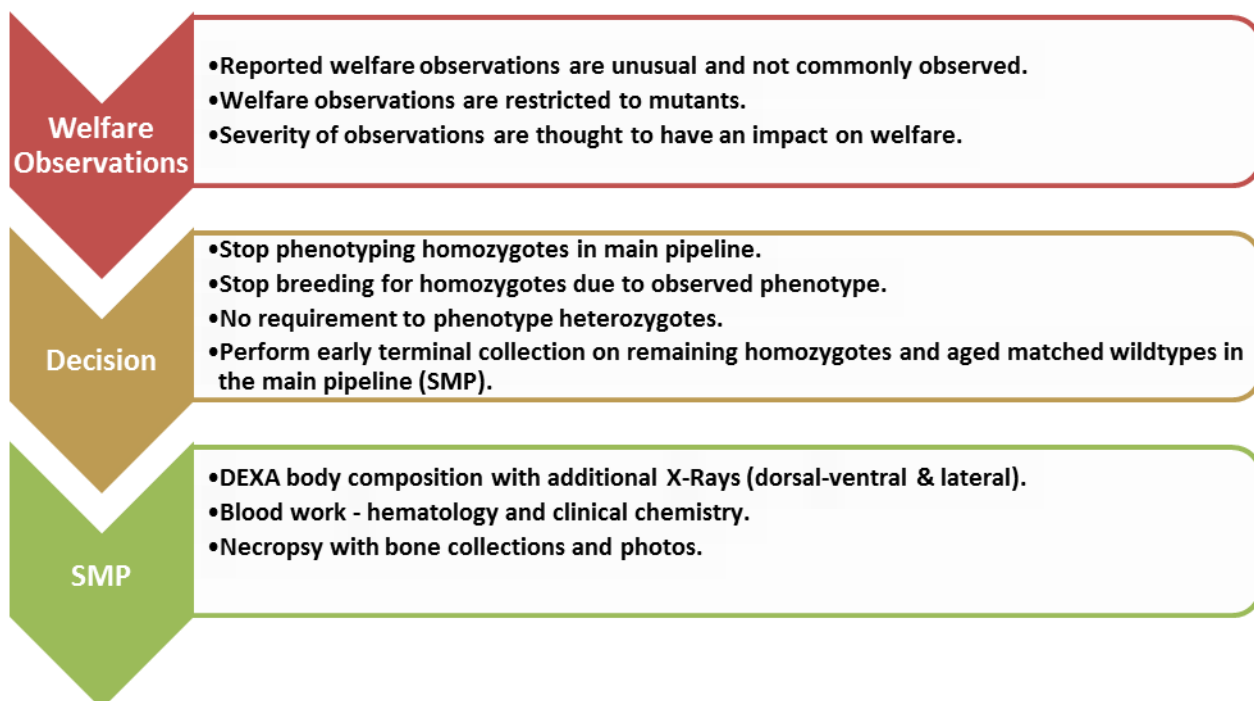 Welfare
Observations
•Reported welfare observations are unusual and not commonly observed.
•Welfare observations are restricted to mutants.
•Severity of observations are thought to have an impact on welfare.
Decision
•Stop phenotyping homozygotes in main pipeline.
•Stop breeding for homozygotes due to observed phenotype.
•No requirement to phenotype heterozygotes.
•Perform early terminal collection on remaining homozygotes and aged matched wildtypes in
the main pipeline (SMP).
SMP
•DEXA body composition with additional X-Rays (dorsal-ventral & lateral).
•Blood work - hematology and clinical chemistry.
•Necropsy with bone collections and photos.